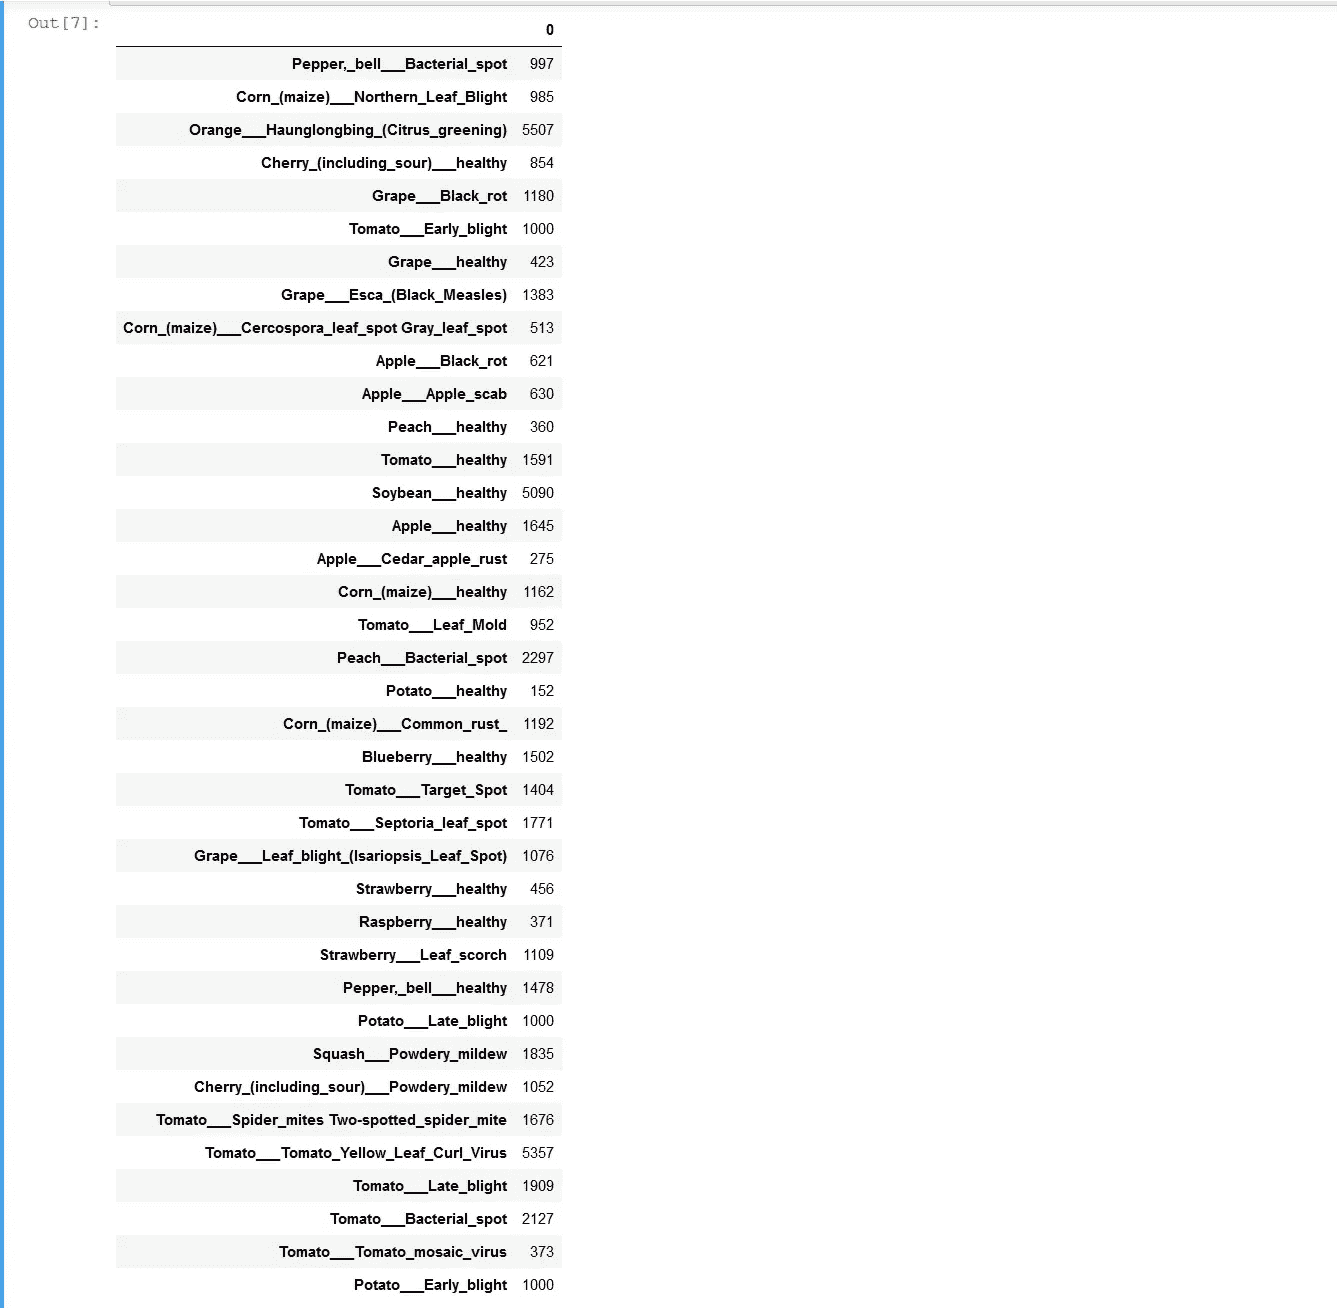 Out[7]:
0
Pepper,_bell___Bacterial_spot 997
Corn_(maize)___Northern_Leaf_Blight 985
Orange___Haunglongbing_(Citrus_greening) 5507
Cherry_(including_sour)___healthy 854
Grape___Black_rot 1180
Tomato___Early_blight 1000
Grape___healthy 423
Grape___Esca_(Black_Measles) 1383
Corn_(maize)___Cercospora_leaf_spot Gray_leaf_spot 513
Apple___Black_rot 621
Apple___Apple_scab 630
Peach___healthy 360
Tomato___healthy 1591
Soybean___healthy 5090
Apple___healthy 1645
Apple___Cedar_apple_rust 275
Corn_(maize)___healthy 1162
Tomato___Leaf_Mold 952
Peach___Bacterial_spot 2297
Potato___healthy 152
Corn_(maize)___Common_rust_ 1192
Blueberry___healthy 1502
Tomato___Target_Spot 1404
Tomato___Septoria_leaf_spot 1771
Grape___Leaf_blight_(Isariopsis_Leaf_Spot) 1076
Strawberry___healthy 456
Raspberry___healthy 371
Strawberry___Leaf_scorch 1109
Pepper,_bell___healthy 1478
Potato___Late_blight 1000
Squash___Powdery_mildew 1835
Cherry_(including_sour)___Powdery_mildew 1052
Tomato___Spider_mites Two-spotted_spider_mite 1676
Tomato___Tomato_Yellow_Leaf_Curl_Virus 5357
Tomato___Late_blight 1909
Tomato___Bacterial_spot 2127
Tomato___Tomato_mosaic_virus 373
Potato___Early_blight 1000